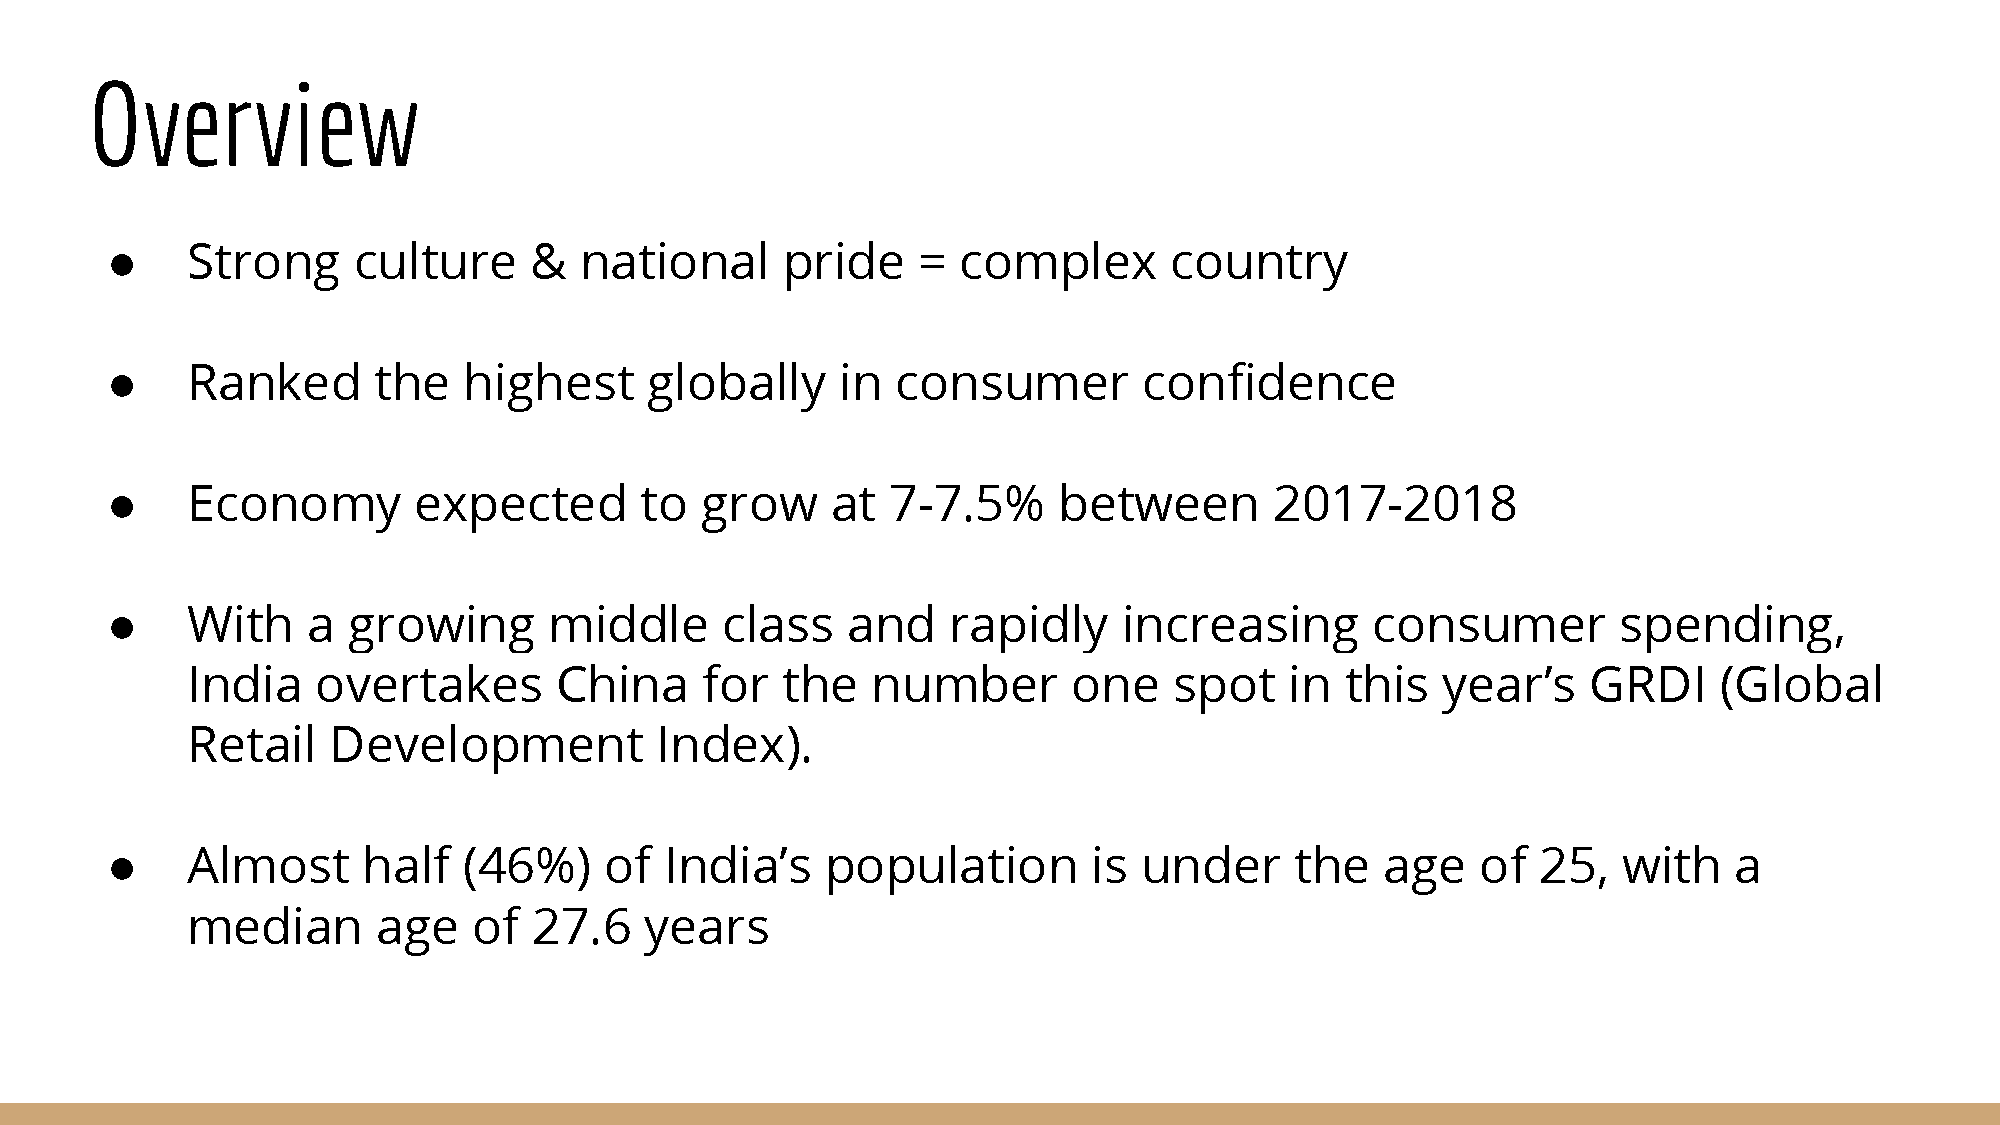 Overview
● Strong culture & national pride = complex country
● Ranked the highest globally in consumer confidence
● Economy expected to grow at 7-7.5% between 2017-2018
● With a growing middle class and rapidly increasing consumer spending,
India overtakes China for the number one spot in this year’s GRDI (Global
Retail Development Index).
● Almost half (46%) of India’s population is under the age of 25, with a
median age of 27.6 years